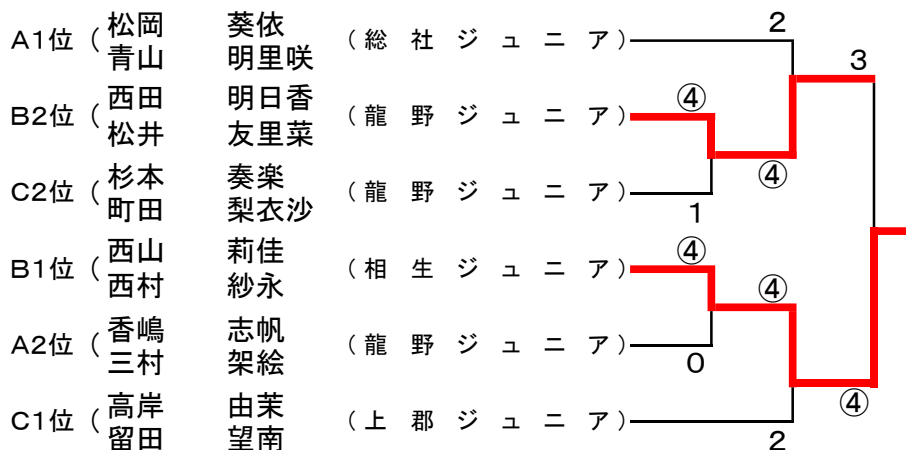 A1位 ( 松岡 葵依 ( 総 社 ジ ュ ニ ア ) 2
青山 明里咲
3
B2位 ( 西田 明日香 ( 龍 野 ジ ュ ニ ア ) ④
松井 友里菜
④
C2位 ( 杉本 奏楽 ( 龍 野 ジ ュ ニ ア ) 1
町田 梨衣沙
B1位 ( 西山 莉佳 ( 相 生 ジ ュ ニ ア ) ④
西村 紗永
④
A2位 ( 香嶋 志帆 ( 龍 野 ジ ュ ニ ア ) 0
三村 架絵
④
C1位 ( 高岸 由茉 ( 上 郡 ジ ュ ニ ア ) 2
留田 望南